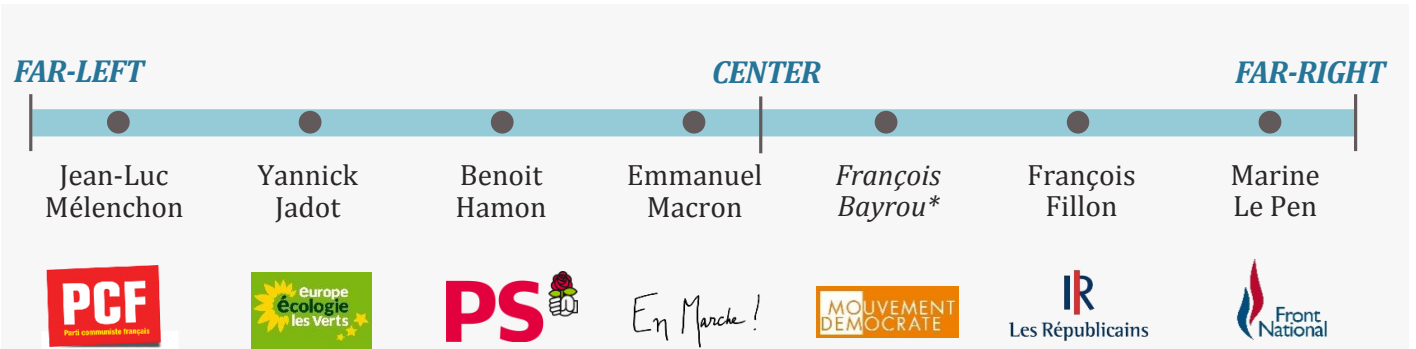 FAR-LEFT CENTER FAR-RIGHT
Jean-Luc Yannick Benoit Emmanuel François François Marine
Mélenchon Jadot Hamon Macron Bayrou* Fillon Le Pen
PCF
Parti communiste français
europe
écologie
les Verts
PS
En Marche !
MOUVEMENT
DEMOCRATE
R
Les Républicains
Front
National